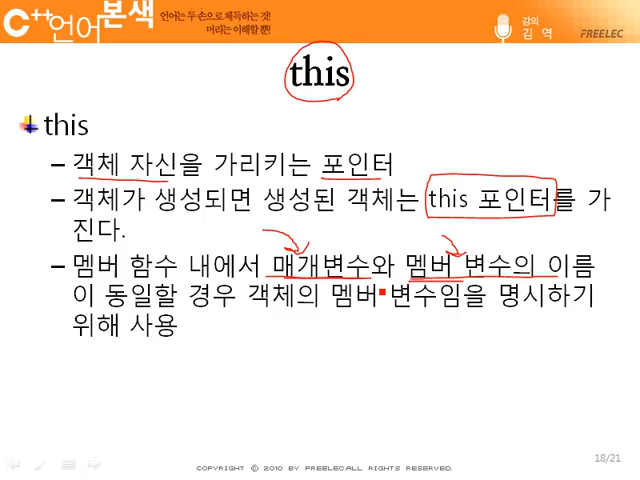 C++언어본색
언어는 두 손으로 체득하는 것!
머리는 이해할 뿐!
강의
김 역
FREELEC
this
this
– 객체 자신을 가리키는 포인터
– 객체가 생성되면 생성된 객체는 this 포인터를 가
진다.
– 멤버 함수 내에서 매개변수와 멤버 변수의 이름
이 동일할 경우 객체의 멤버 변수임을 명시하기
위해 사용
18/21
COPYRIGHT © 2010 BY FREELEC.ALL RIGHTS RESERVED.